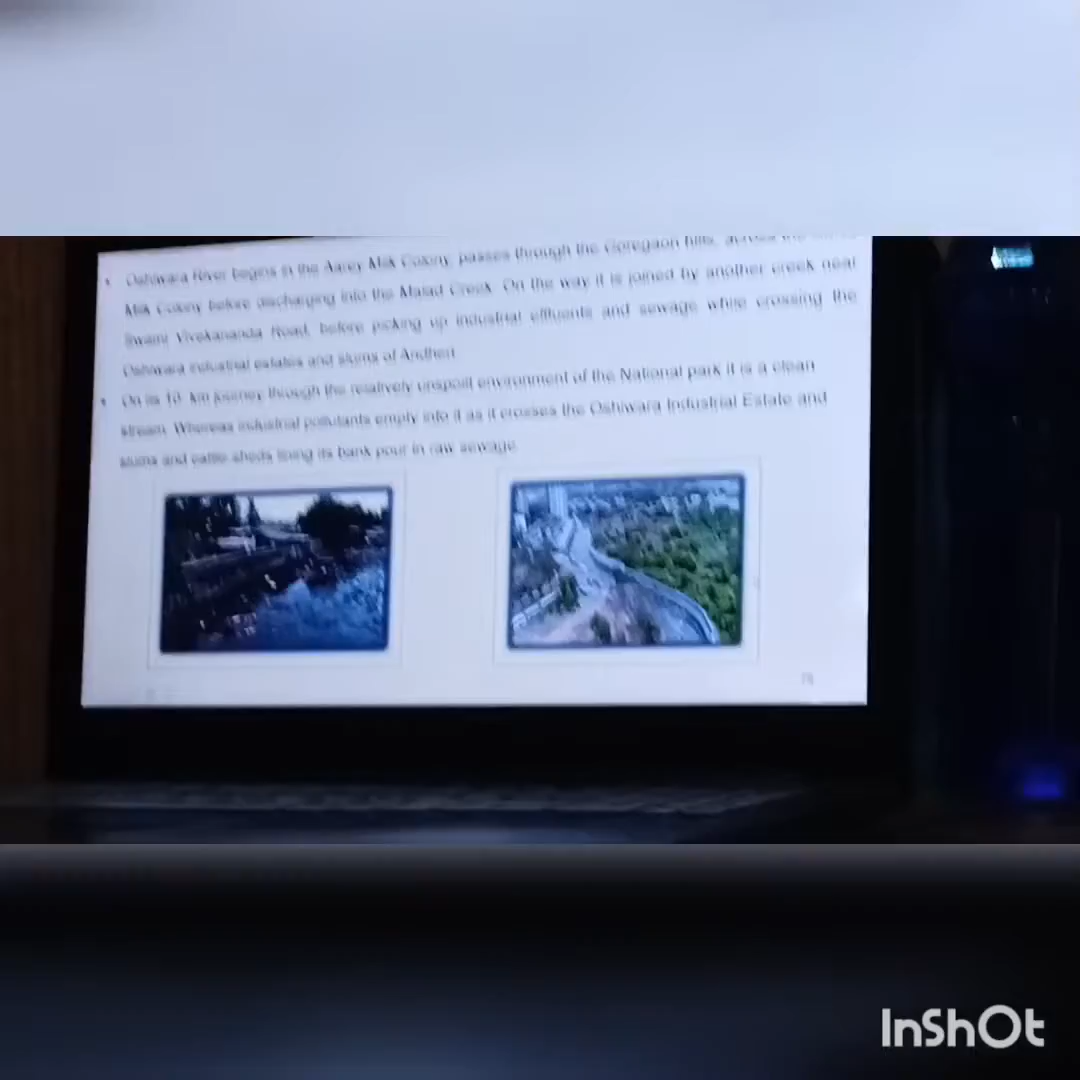 • Oshiwara River begins in the Aarey Milk Colony, passes through the Goregaon hills, across the
Milk Colony before discharging into the Malad Creek. On the way it is joined by another creek near
Swami Vivekananda Road, before picking up industrial effluents and sewage while crossing the
Oshiwara industrial estates and slums of Andheri.
• On its 10 km journey through the relatively unspoilt environment of the National park it is a clean
stream. Whereas industrial pollutants empty into it as it crosses the Oshiwara Industrial Estate and
slums and cattle sheds lining its bank pour in raw sewage.
InShOt